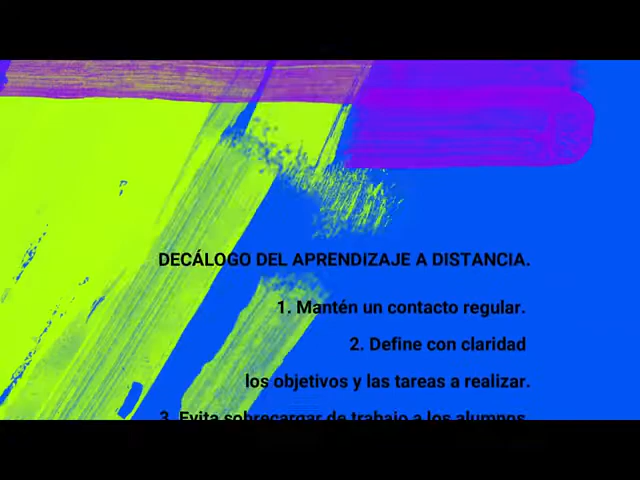 DECÁLOGO DEL APRENDIZAJE A DISTANCIA.
1. Mantén un contacto regular.
2. Define con claridad
los objetivos y las tareas a realizar.
3. Evita sobrecargar de trabajo a los alumnos